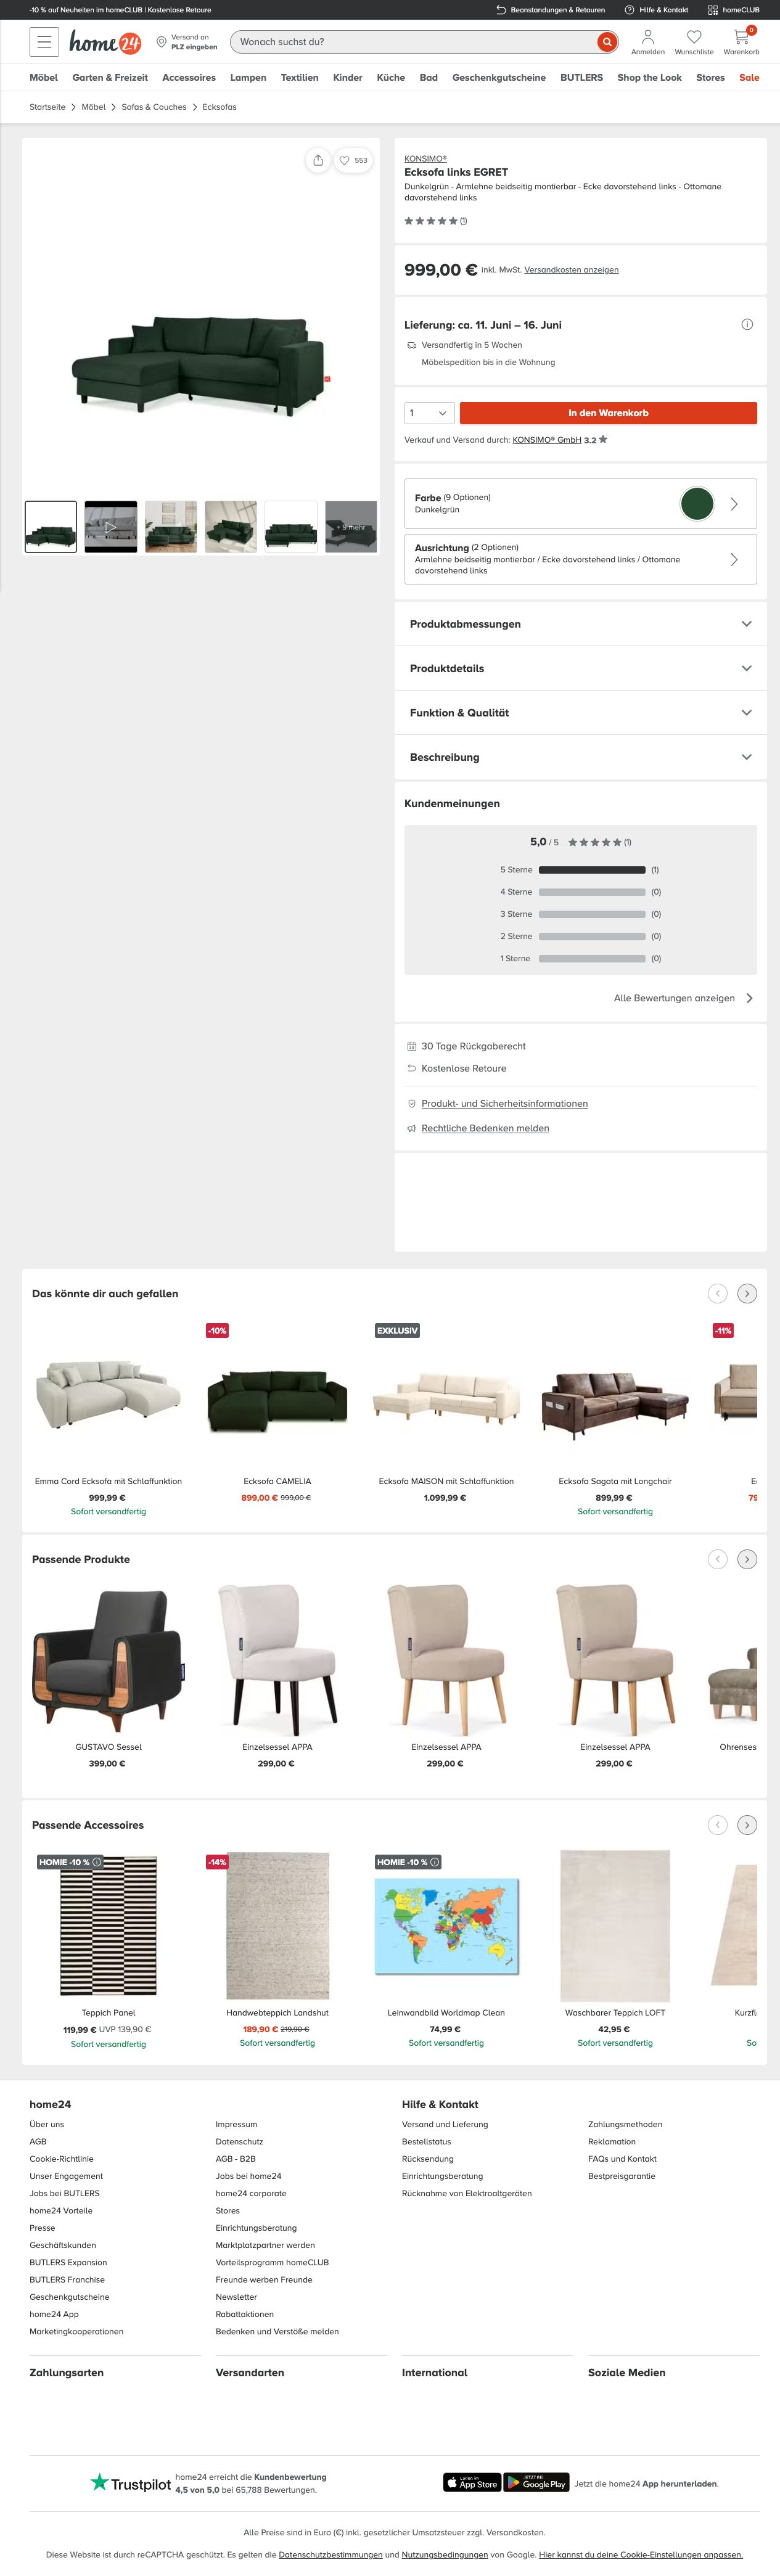 -10 % auf Neuheiten im homeCLUB | Kostenlose Retoure
Beanstandungen & Retouren
Hilfe & Kontakt
homeCLUB
home24
Versand an
PLZ eingeben
Wonach suchst du?
Anmelden
Wunschliste
0
Warenkorb
Möbel
Garten & Freizeit
Accessoires
Lampen
Textilien
Kinder
Küche
Bad
Geschenkgutscheine
BUTLERS
Shop the Look
Stores
Sale
Startseite
Möbel
Sofas & Couches
Ecksofas
553
+ 9 mehr
KONSIMO®
Ecksofa links EGRET
Dunkelgrün - Armlehne beidseitig montierbar - Ecke davorstehend links - Ottomane
davorstehend links
(1)
999,00 € inkl. MwSt. Versandkosten anzeigen
Lieferung: ca. 11. Juni – 16. Juni
Versandfertig in 5 Wochen
Möbelspedition bis in die Wohnung
1
In den Warenkorb
Verkauf und Versand durch: KONSIMO® GmbH 3.2
Farbe (9 Optionen)
Dunkelgrün
Ausrichtung (2 Optionen)
Armlehne beidseitig montierbar / Ecke davorstehend links / Ottomane
davorstehend links
Produktabmessungen
Produktdetails
Funktion & Qualität
Beschreibung
Kundenmeinungen
5,0 / 5 (1)
5 Sterne (1)
4 Sterne (0)
3 Sterne (0)
2 Sterne (0)
1 Sterne (0)
Alle Bewertungen anzeigen
30 Tage Rückgaberecht
Kostenlose Retoure
Produkt- und Sicherheitsinformationen
Rechtliche Bedenken melden
Das könnte dir auch gefallen
-10%
EXKLUSIV
-11%
Emma Cord Ecksofa mit Schlaffunktion
999,99 €
Sofort versandfertig
Ecksofa CAMELIA
899,00 € 999,00 €
Ecksofa MAISON mit Schlaffunktion
1.099,99 €
Ecksofa Sagata mit Longchair
899,99 €
Sofort versandfertig
Passende Produkte
GUSTAVO Sessel
399,00 €
Einzelsessel APPA
299,00 €
Einzelsessel APPA
299,00 €
Einzelsessel APPA
299,00 €
Ohrenses
Passende Accessoires
HOMIE -10 %
-14%
HOMIE -10 %
Teppich Panel
119,99 € UVP 139,90 €
Sofort versandfertig
Handwebteppich Landshut
189,90 € 219,90 €
Sofort versandfertig
Leinwandbild Worldmap Clean
74,99 €
Sofort versandfertig
Waschbarer Teppich LOFT
42,95 €
Sofort versandfertig
Kurzfl
So
home24
Über uns
AGB
Cookie-Richtlinie
Unser Engagement
Jobs bei BUTLERS
home24 Vorteile
Presse
Geschäftskunden
BUTLERS Expansion
BUTLERS Franchise
Geschenkgutscheine
home24 App
Marketingkooperationen
Impressum
Datenschutz
AGB - B2B
Jobs bei home24
home24 corporate
Stores
Einrichtungsberatung
Marktplatzpartner werden
Vorteilsprogramm homeCLUB
Freunde werben Freunde
Newsletter
Rabattaktionen
Bedenken und Verstöße melden
Hilfe & Kontakt
Versand und Lieferung
Bestellstatus
Rücksendung
Einrichtungsberatung
Rücknahme von Elektroaltgeräten
Zahlungsmethoden
Reklamation
FAQs und Kontakt
Bestpreisgarantie
Zahlungsarten
Versandarten
International
Soziale Medien
Trustpilot
home24 erreicht die Kundenbewertung
4,5 von 5,0 bei 65,788 Bewertungen.
Laden im
App Store
JETZT BEI
Google Play
Jetzt die home24 App herunterladen.
Alle Preise sind in Euro (€) inkl. gesetzlicher Umsatzsteuer zzgl. Versandkosten.
Diese Website ist durch reCAPTCHA geschützt. Es gelten die Datenschutzbestimmungen und Nutzungsbedingungen von Google. Hier kannst du deine Cookie-Einstellungen anpassen.